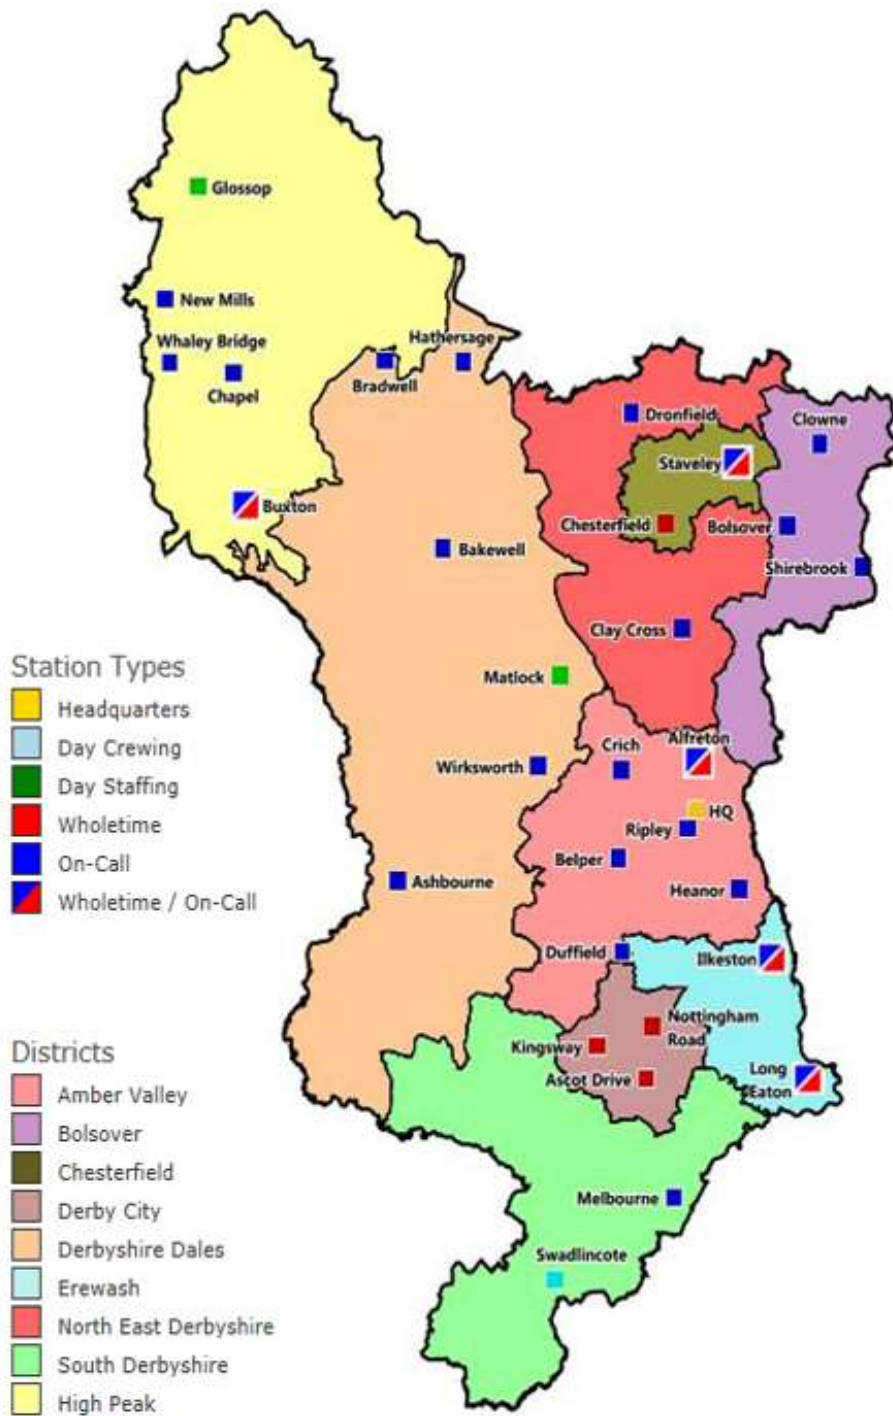 Glossop
New Mills
Whaley Bridge
Chapel
Hathersage
Bradwell
Dronfield
Clowne
Staveley
Buxton
Chesterfield
Bolsover
Bakewell
Shirebrook
Clay Cross
Matlock
Alfreton
Crich
Wirksworth
HQ
Ripley
Belper
Ashbourne
Heanor
Duffield
Ilkeston
Nottingham
Road
Kingsway
Ascot Drive
Long
Eaton
Melbourne
Swadlincote
Station Types
Headquarters
Day Crewing
Day Staffing
Wholetime
On-Call
Wholetime / On-Call
Districts
Amber Valley
Bolsover
Chesterfield
Derby City
Derbyshire Dales
Erewash
North East Derbyshire
South Derbyshire
High Peak